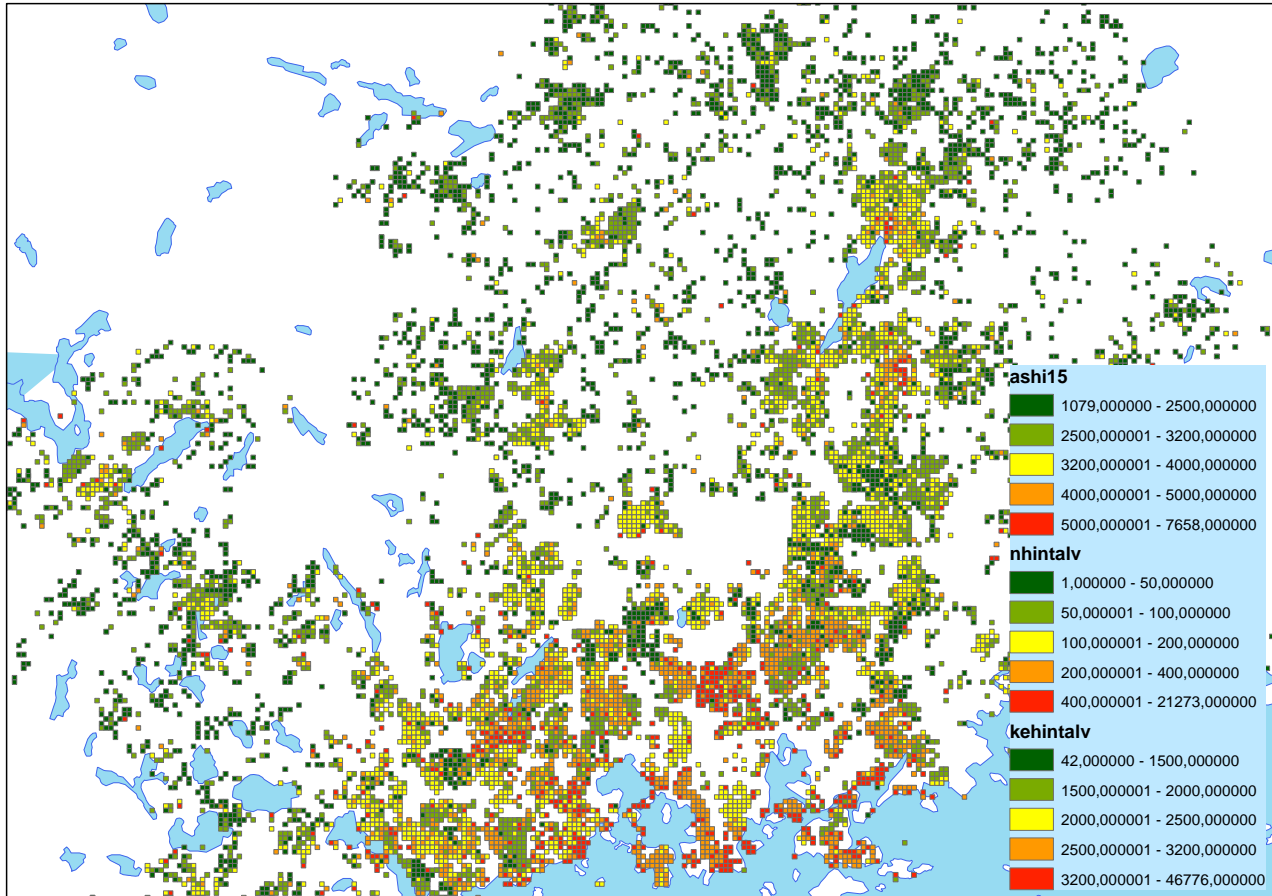 ashi15
1079,000000 - 2500,000000
2500,000001 - 3200,000000
3200,000001 - 4000,000000
4000,000001 - 5000,000000
5000,000001 - 7658,000000
nhintalv
1,000000 - 50,000000
50,000001 - 100,000000
100,000001 - 200,000000
200,000001 - 400,000000
400,000001 - 21273,000000
kehintalv
42,000000 - 1500,000000
1500,000001 - 2000,000000
2000,000001 - 2500,000000
2500,000001 - 3200,000000
3200,000001 - 46776,000000